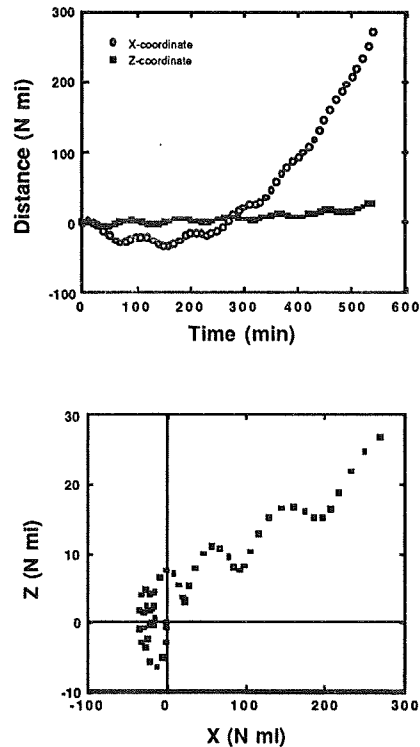 300
X-coordinate
Z-coordinate
200
Distance (N mi)
100
0
-100
0 100 200 300 400 500 600
Time (min)
30
20
Z (N mi)
10
0
-10
-100 0 100 200 300
X (N mi)